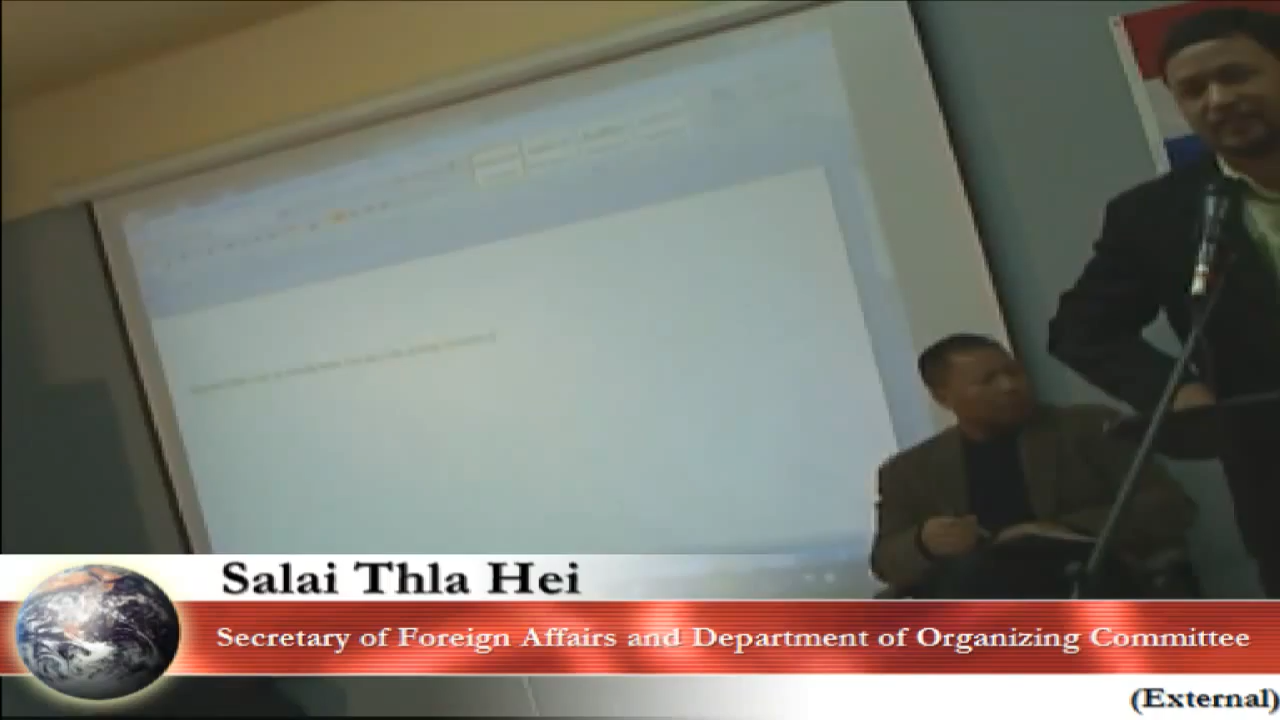 Salai Thla Hei
Secretary of Foreign Affairs and Department of Organizing Committee
(External)